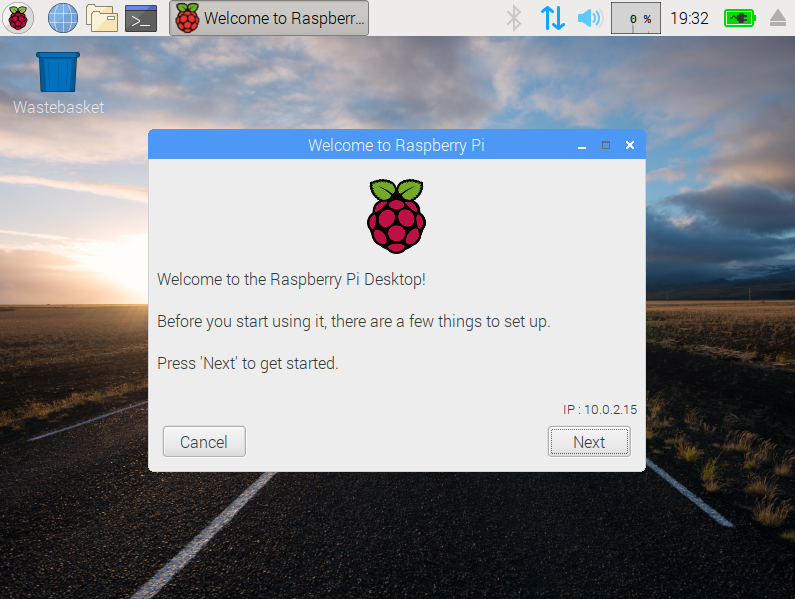 Welcome to Raspberr...
0 %
19:32
Wastebasket
Welcome to Raspberry Pi
Welcome to the Raspberry Pi Desktop!
Before you start using it, there are a few things to set up.
Press 'Next' to get started.
IP : 10.0.2.15
Cancel
Next